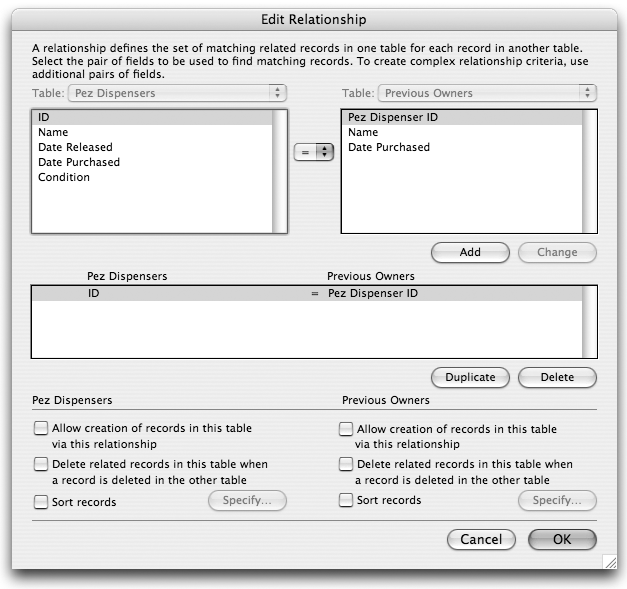 Edit Relationship
A relationship defines the set of matching related records in one table for each record in another table.
Select the pair of fields to be used to find matching records. To create complex relationship criteria, use
additional pairs of fields.
Table: Pez Dispensers
Table: Previous Owners
ID
Name
Date Released
Date Purchased
Condition
=
Pez Dispenser ID
Name
Date Purchased
Add
Change
Pez Dispensers
Previous Owners
ID = Pez Dispenser ID
Duplicate
Delete
Pez Dispensers
Allow creation of records in this table
via this relationship
Delete related records in this table when
a record is deleted in the other table
Sort records
Specify...
Previous Owners
Allow creation of records in this table
via this relationship
Delete related records in this table when
a record is deleted in the other table
Sort records
Specify...
Cancel
OK